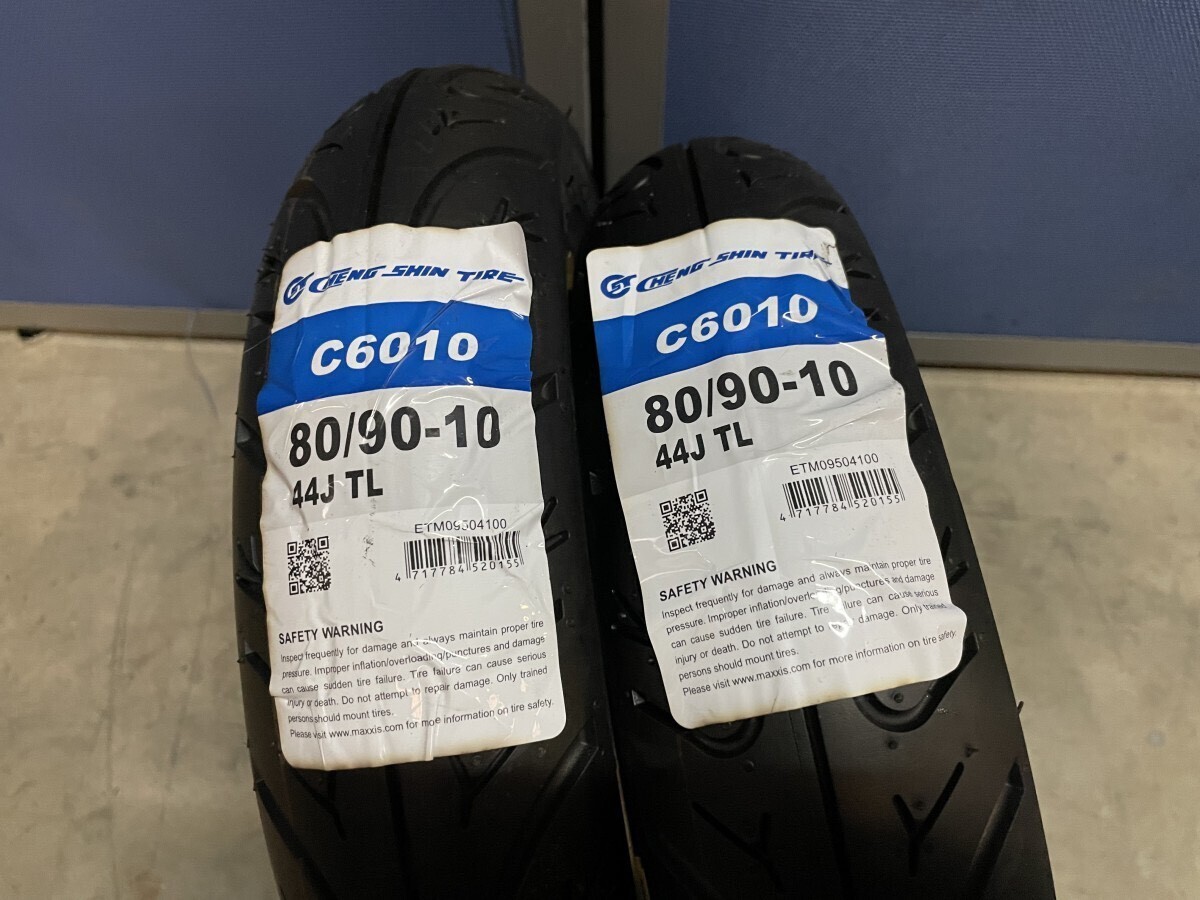 CHENG SHIN TIRE
C6010
80/90-10
44J TL
ETM09504100
4 717784 520155
SAFETY WARNING
Inspect frequently for damage and always maintain proper tire
pressure. Improper inflation/overloading/punctures and damage
can cause sudden tire failure. Tire failure can cause serious
injury or death. Do not attempt to repair damage. Only trained
persons should mount tires.
Please visit www.maxxis.com for more information on tire safety.
CHENG SHIN TIRE
C6010
80/90-10
44J TL
ETM09504100
4 717784 520155
SAFETY WARNING
Inspect frequently for damage and always maintain proper tire
pressure. Improper inflation/overloading/punctures and damage
can cause sudden tire failure. Tire failure can cause serious
injury or death. Do not attempt to repair damage. Only trained
persons should mount tires.
Please visit www.maxxis.com for more information on tire safety.